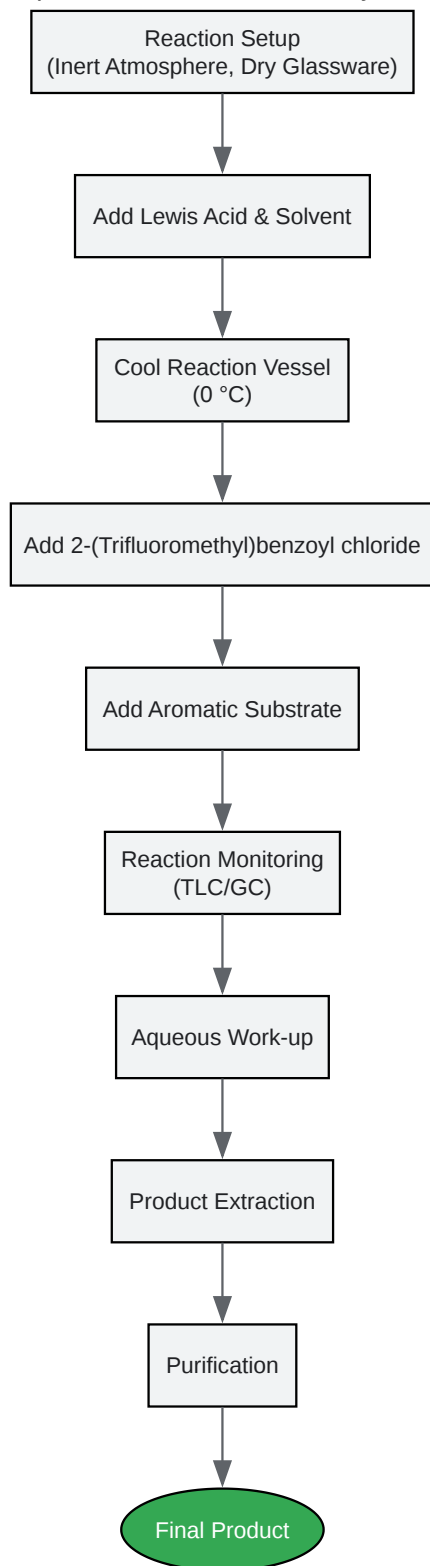 Reaction Setup
(Inert Atmosphere, Dry Glassware)
Add Lewis Acid & Solvent
Cool Reaction Vessel
(0 °C)
Add 2-(Trifluoromethyl)benzoyl chloride
Add Aromatic Substrate
Reaction Monitoring
(TLC/GC)
Aqueous Work-up
Product Extraction
Purification
Final Product